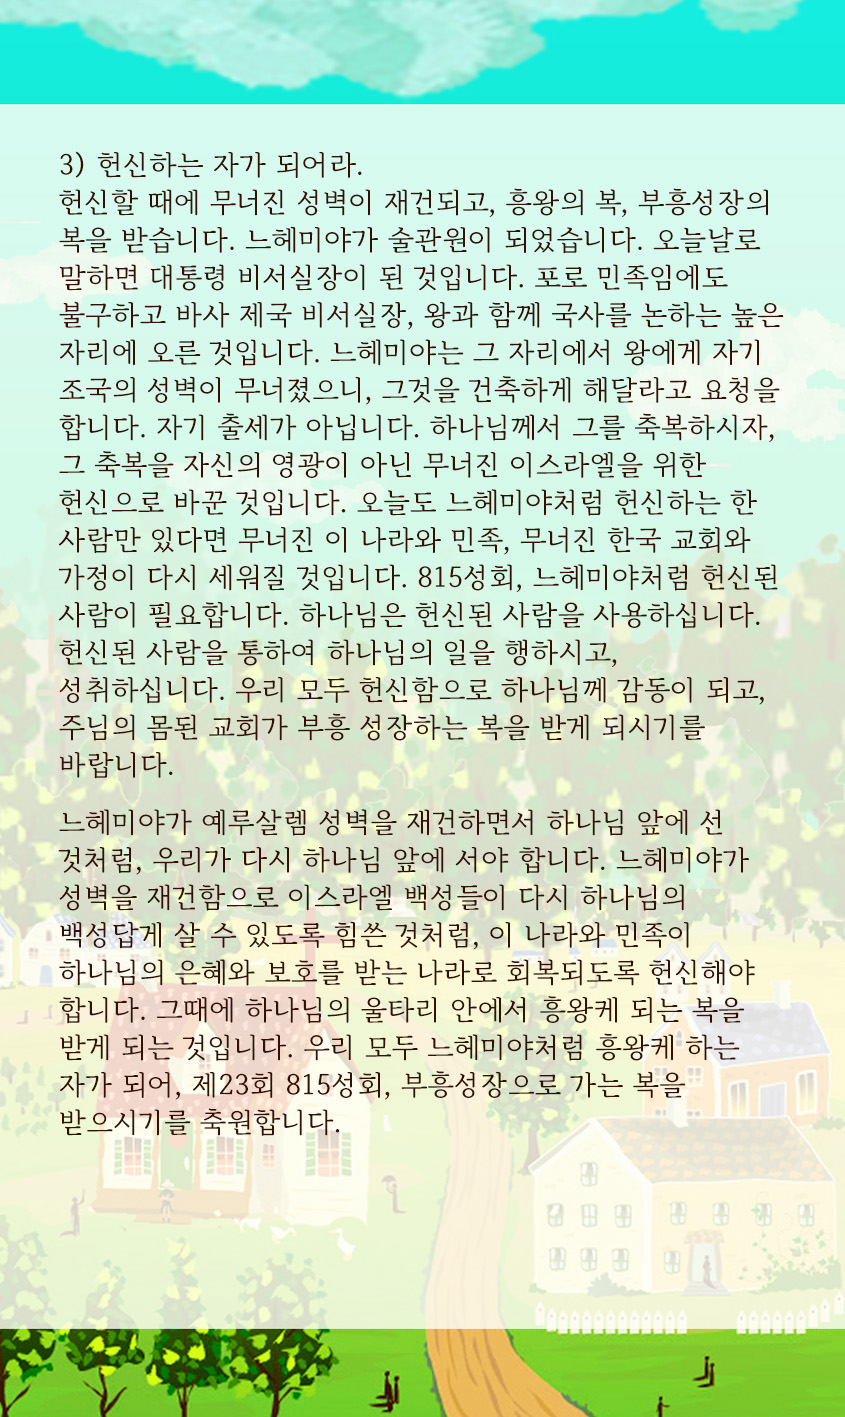 3) 헌신하는 자가 되어라.
헌신할 때에 무너진 성벽이 재건되고, 흥왕의 복, 부흥성장의
복을 받습니다. 느헤미야가 술관원이 되었습니다. 오늘날로
말하면 대통령 비서실장이 된 것입니다. 포로 민족임에도
불구하고 바사 제국 비서실장, 왕과 함께 국사를 논하는 높은
자리에 오른 것입니다. 느헤미야는 그 자리에서 왕에게 자기
조국의 성벽이 무너졌으니, 그것을 건축하게 해달라고 요청을
합니다. 자기 출세가 아닙니다. 하나님께서 그를 축복하시자,
그 축복을 자신의 영광이 아닌 무너진 이스라엘을 위한
헌신으로 바꾼 것입니다. 오늘도 느헤미야처럼 헌신하는 한
사람만 있다면 무너진 이 나라와 민족, 무너진 한국 교회와
가정이 다시 세워질 것입니다. 815성회, 느헤미야처럼 헌신된
사람이 필요합니다. 하나님은 헌신된 사람을 사용하십니다.
헌신된 사람을 통하여 하나님의 일을 행하시고,
성취하십니다. 우리 모두 헌신함으로 하나님께 감동이 되고,
주님의 몸된 교회가 부흥 성장하는 복을 받게 되시기를
바랍니다.
느헤미야가 예루살렘 성벽을 재건하면서 하나님 앞에 선
것처럼, 우리가 다시 하나님 앞에 서야 합니다. 느헤미야가
성벽을 재건함으로 이스라엘 백성들이 다시 하나님의
백성답게 살 수 있도록 힘쓴 것처럼, 이 나라와 민족이
하나님의 은혜와 보호를 받는 나라로 회복되도록 헌신해야
합니다. 그때에 하나님의 울타리 안에서 흥왕케 되는 복을
받게 되는 것입니다. 우리 모두 느헤미야처럼 흥왕케 하는
자가 되어, 제23회 815성회, 부흥성장으로 가는 복을
받으시기를 축원합니다.